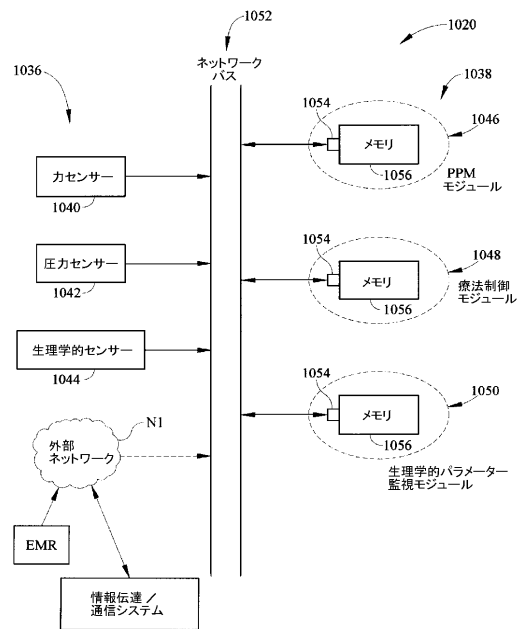 1052
1020
ネットワーク
バス
1036
1038
1054
1046
メモリ
1056
PPM
モジュール
力センサー
1040
圧力センサー
1042
1054
1048
メモリ
1056
療法制御
モジュール
生理学的センサー
1044
1054
1050
メモリ
1056
生理学的パラメーター
監視モジュール
N1
外部
ネットワーク
EMR
情報伝達／
通信システム